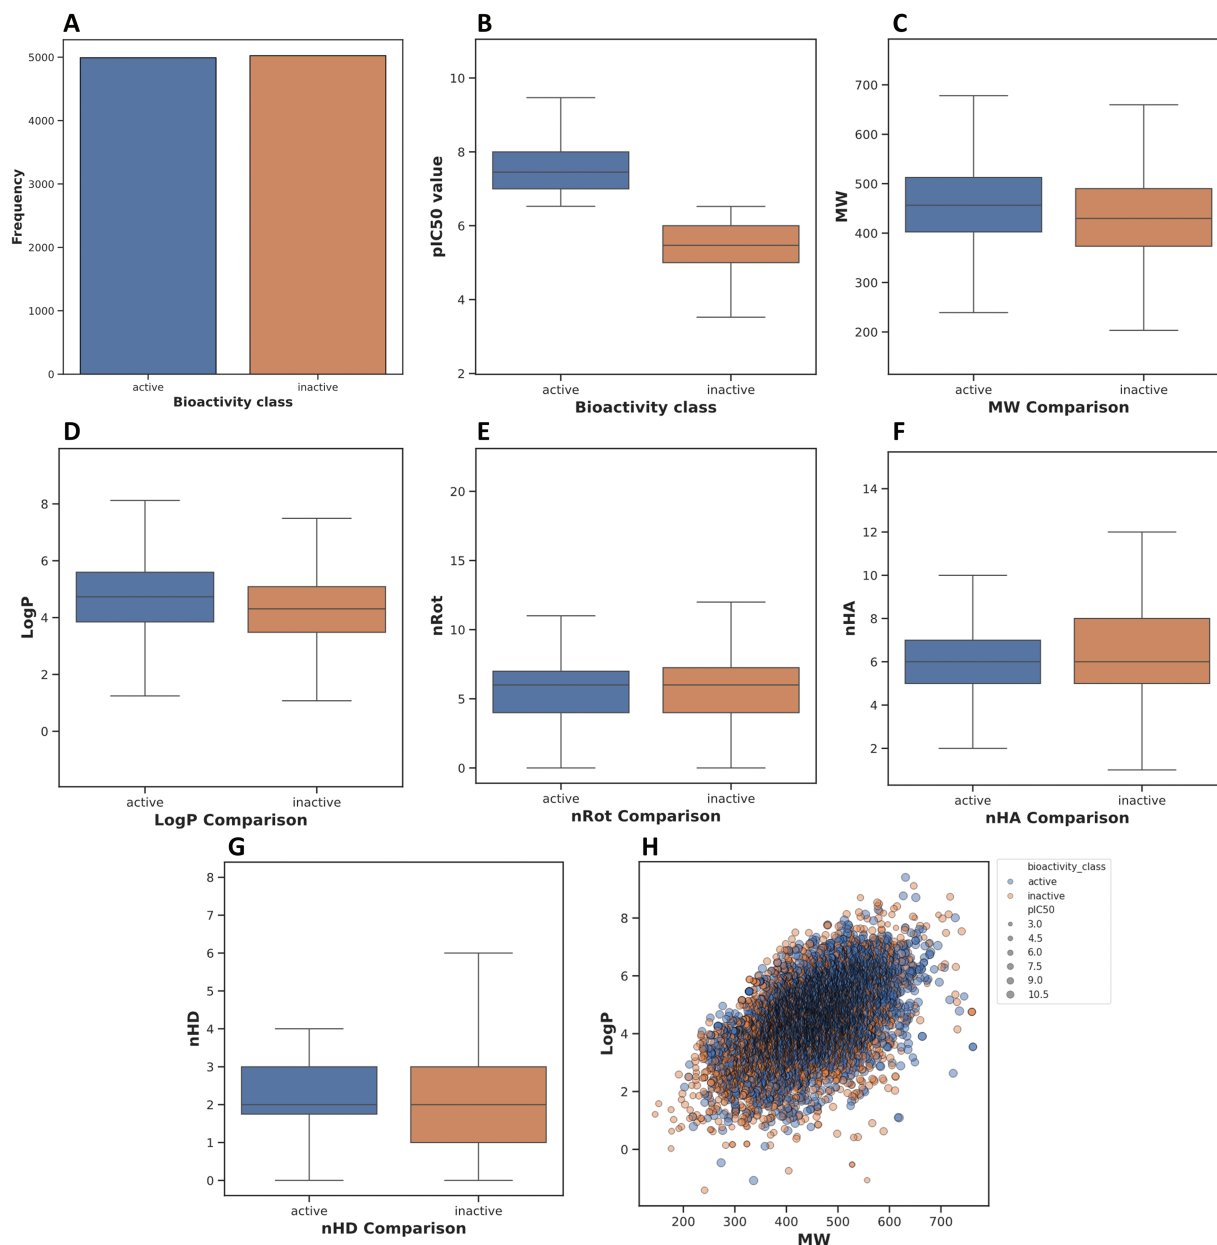 A
5000
4000
3000
2000
1000
0
Frequency
active
inactive
Bioactivity class
B
10
8
6
4
2
pIC50 value
active
inactive
Bioactivity class
C
700
600
500
400
300
200
MW
active
inactive
MW Comparison
D
8
6
4
2
0
LogP
active
inactive
LogP Comparison
E
20
15
10
5
0
nRot
active
inactive
nRot Comparison
F
14
12
10
8
6
4
2
nHA
active
inactive
nHA Comparison
G
8
7
6
5
4
3
2
1
0
nHD
active
inactive
nHD Comparison
H
8
6
4
2
0
LogP
200
300
400
500
600
700
MW
bioactivity_class
active
inactive
pIC50
3.0
4.5
6.0
7.5
9.0
10.5